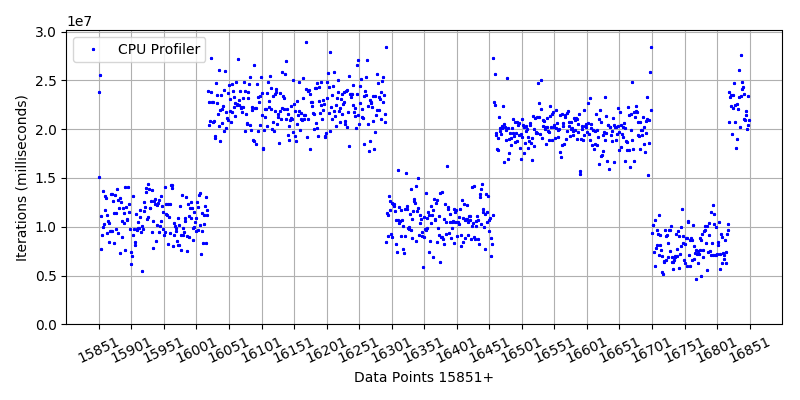 1e7
CPU Profiler
3.0
2.5
2.0
1.5
1.0
0.5
0.0
Iterations (milliseconds)
15851 15901 15951 16001 16051 16101 16151 16201 16251 16301 16351 16401 16451 16501 16551 16601 16651 16701 16751 16801 16851
Data Points 15851+